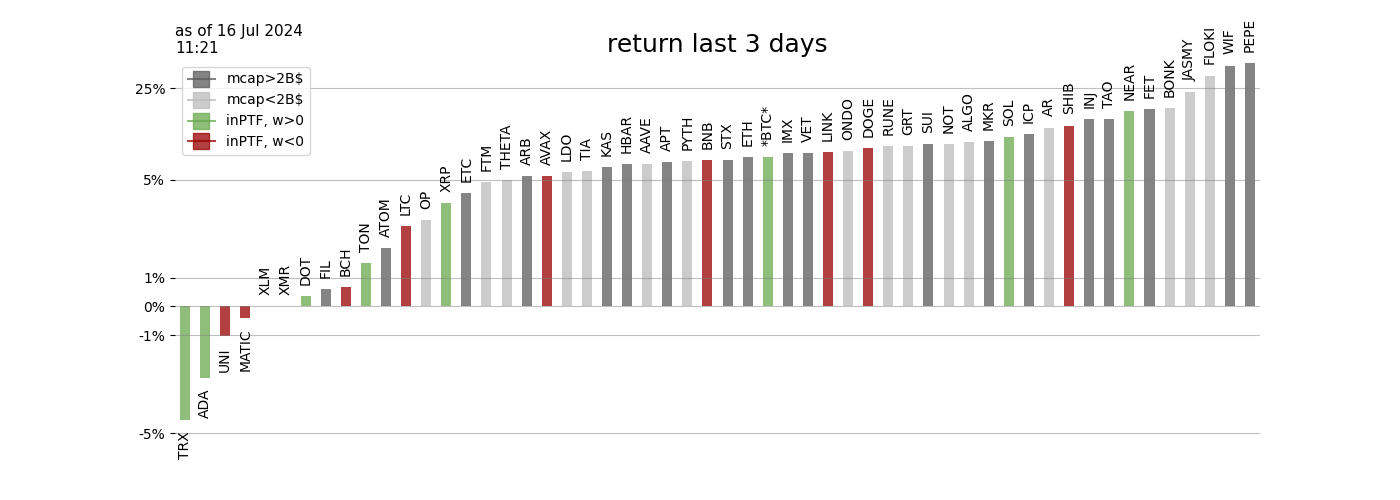 as of 16 Jul 2024
11:21
return last 3 days
mcap>2B$
mcap<2B$
inPTF, w>0
inPTF, w<0
25%
5%
1%
0%
-1%
-5%
TRX
ADA
UNI
MATIC
XLM
XMR
DOT
FIL
BCH
TON
ATOM
LTC
OP
XRP
ETC
FTM
THETA
ARB
AVAX
LDO
TIA
KAS
HBAR
AAVE
APT
PYTH
BNB
STX
ETH
*BTC*
IMX
VET
LINK
ONDO
DOGE
RUNE
GRT
SUI
NOT
ALGO
MKR
SOL
ICP
AR
SHIB
INJ
TAO
NEAR
FET
BONK
JASMY
FLOKI
WIF
PEPE